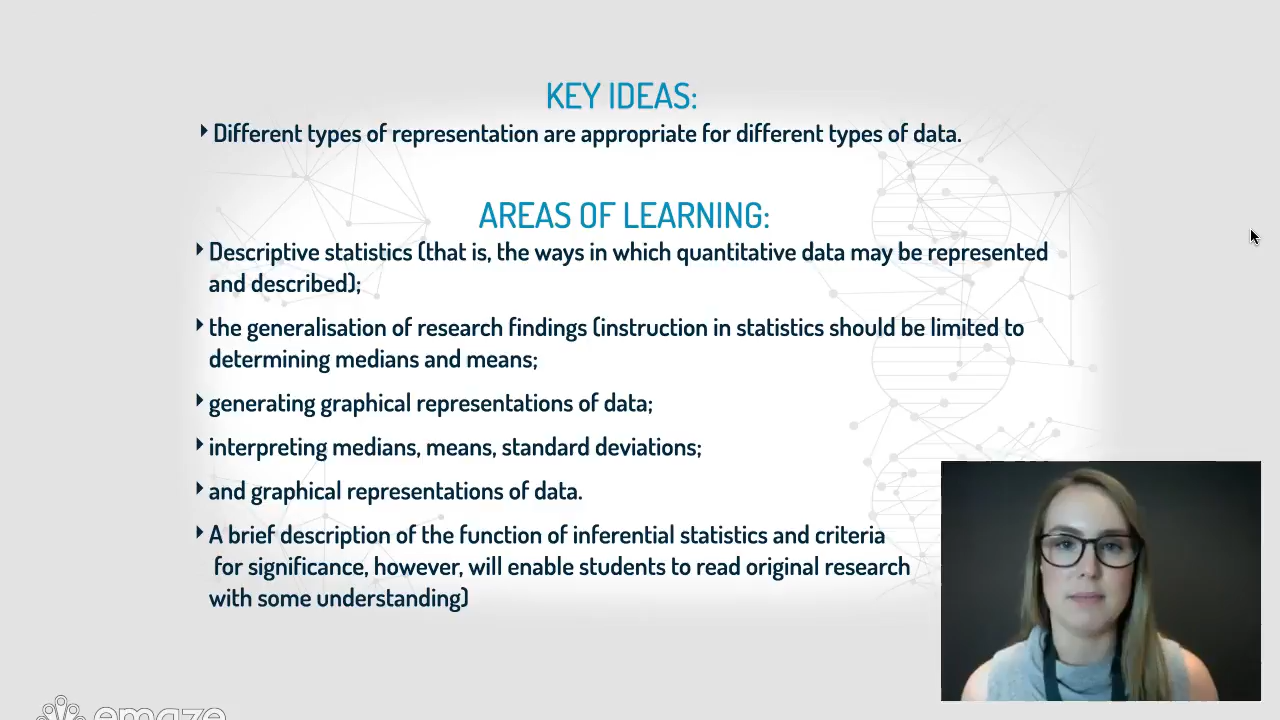 KEY IDEAS:
Different types of representation are appropriate for different types of data.
AREAS OF LEARNING:
Descriptive statistics (that is, the ways in which quantitative data may be represented
and described);
the generalisation of research findings (instruction in statistics should be limited to
determining medians and means;
generating graphical representations of data;
interpreting medians, means, standard deviations;
and graphical representations of data.
A brief description of the function of inferential statistics and criteria
for significance, however, will enable students to read original research
with some understanding)
emaze